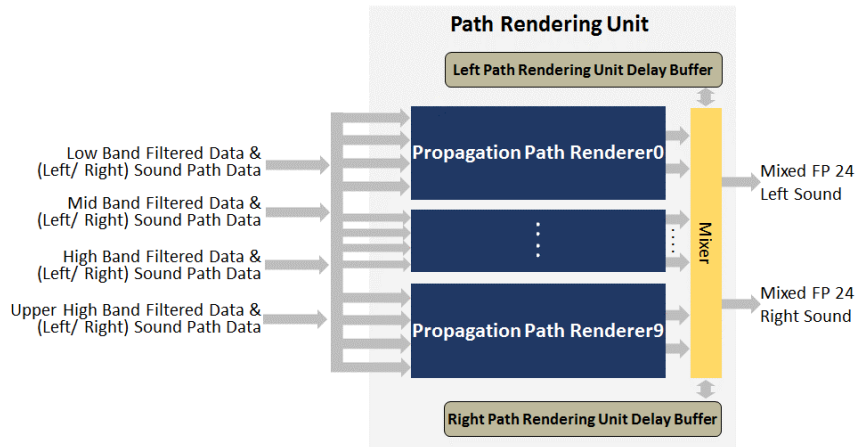 Path Rendering Unit
Left Path Rendering Unit Delay Buffer
Low Band Filtered Data &
(Left/ Right) Sound Path Data
Mid Band Filtered Data &
(Left/ Right) Sound Path Data
High Band Filtered Data &
(Left/ Right) Sound Path Data
Upper High Band Filtered Data &
(Left/ Right) Sound Path Data
Propagation Path Renderer0
Propagation Path Renderer9
Mixer
Mixed FP 24
Left Sound
Mixed FP 24
Right Sound
Right Path Rendering Unit Delay Buffer